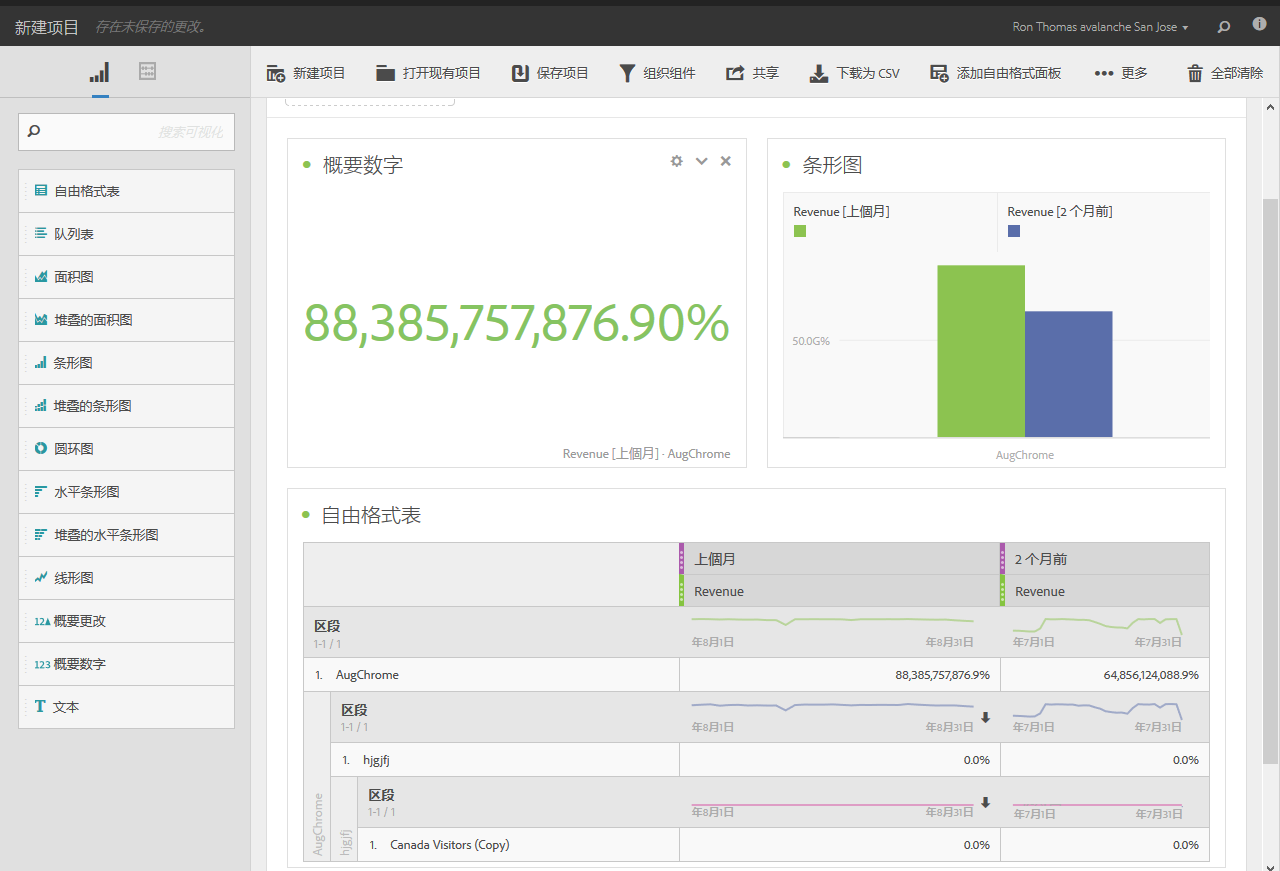 新建项目 存在未保存的更改。 Ron Thomas avalanche San Jose
新建项目 打开现有项目 保存项目 组织组件 共享 下载为 CSV 添加自由格式面板 更多 全部清除
搜索可视化
自由格式表
队列表
面积图
堆叠的面积图
条形图
堆叠的条形图
圆环图
水平条形图
堆叠的水平条形图
线形图
12 概要更改
123 概要数字
T 文本
概要数字
88,385,757,876.90%
Revenue [上個月] · AugChrome
条形图
Revenue [上個月] Revenue [2 个月前]
50.0G%
AugChrome
自由格式表
上個月 2 个月前
Revenue Revenue
区段
1-1 / 1
年8月1日 年8月31日 年7月1日 年7月31日
1. AugChrome 88,385,757,876.9% 64,856,124,088.9%
AugChrome
区段
1-1 / 1
年8月1日 年8月31日 年7月1日 年7月31日
1. hjgjfj 0.0% 0.0%
hjgjfj
区段
1-1 / 1
年8月1日 年8月31日 年7月1日 年7月31日
1. Canada Visitors (Copy) 0.0% 0.0%